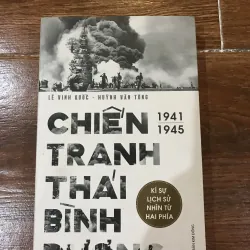 LÊ VINH QUỐC - HUỲNH VĂN TÒNG
CHIẾN 1941
1945
TRANH
THÁI
BÌNH
KÍ SỰ
LỊCH SỬ
NHÌN TỪ
HAI PHÍA